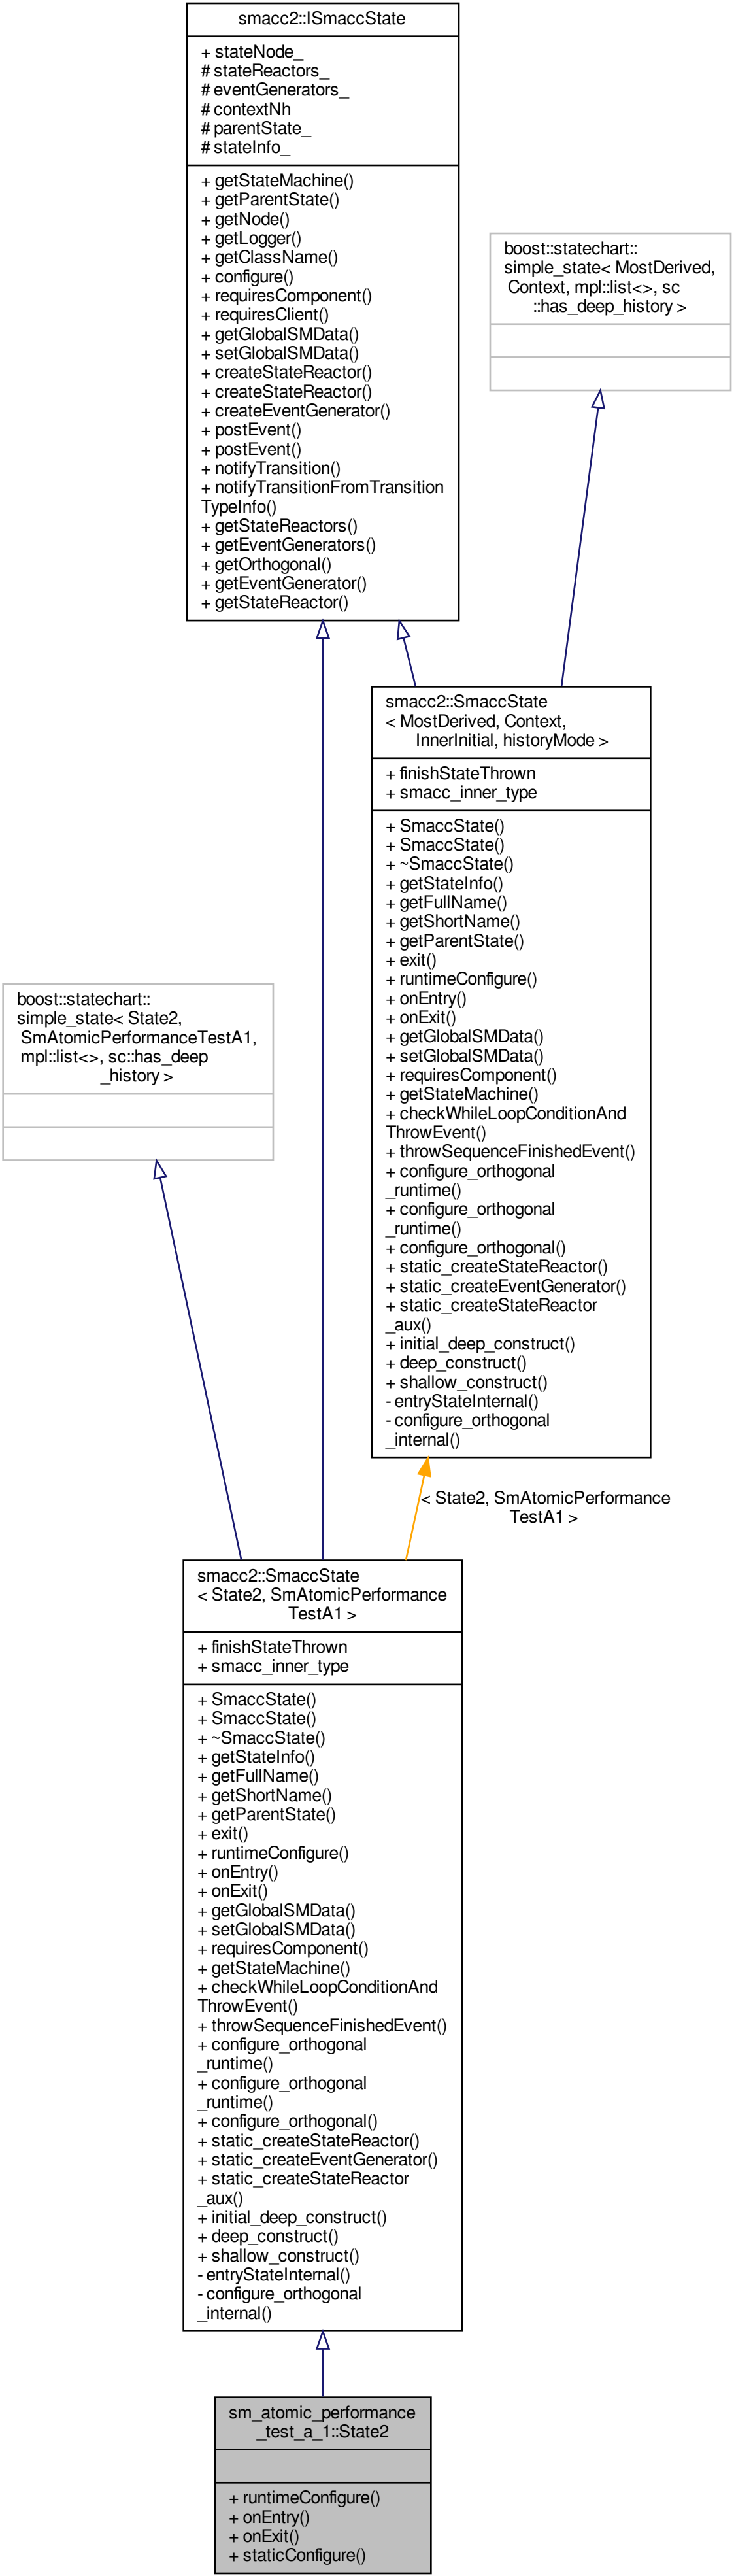 smacc2::ISmaccState
+ stateNode_
# stateReactors_
# eventGenerators_
# contextNh
# parentState_
# stateInfo_
+ getStateMachine()
+ getParentState()
+ getNode()
+ getLogger()
+ getClassName()
+ configure()
+ requiresComponent()
+ requiresClient()
+ getGlobalSMData()
+ setGlobalSMData()
+ createStateReactor()
+ createStateReactor()
+ createEventGenerator()
+ postEvent()
+ postEvent()
+ notifyTransition()
+ notifyTransitionFromTransition
TypeInfo()
+ getStateReactors()
+ getEventGenerators()
+ getOrthogonal()
+ getEventGenerator()
+ getStateReactor()
boost::statechart::
simple_state< MostDerived,
Context, mpl::list<>, sc
::has_deep_history >
smacc2::SmaccState
< MostDerived, Context,
InnerInitial, historyMode >
+ finishStateThrown
+ smacc_inner_type
+ SmaccState()
+ SmaccState()
+ ~SmaccState()
+ getStateInfo()
+ getFullName()
+ getShortName()
+ getParentState()
+ exit()
+ runtimeConfigure()
+ onEntry()
+ onExit()
+ getGlobalSMData()
+ setGlobalSMData()
+ requiresComponent()
+ getStateMachine()
+ checkWhileLoopConditionAnd
ThrowEvent()
+ throwSequenceFinishedEvent()
+ configure_orthogonal
_runtime()
+ configure_orthogonal
_runtime()
+ configure_orthogonal()
+ static_createStateReactor()
+ static_createEventGenerator()
+ static_createStateReactor
_aux()
+ initial_deep_construct()
+ deep_construct()
+ shallow_construct()
- entryStateInternal()
- configure_orthogonal
_internal()
boost::statechart::
simple_state< State2,
SmAtomicPerformanceTestA1,
mpl::list<>, sc::has_deep
_history >
< State2, SmAtomicPerformance
TestA1 >
smacc2::SmaccState
< State2, SmAtomicPerformance
TestA1 >
+ finishStateThrown
+ smacc_inner_type
+ SmaccState()
+ SmaccState()
+ ~SmaccState()
+ getStateInfo()
+ getFullName()
+ getShortName()
+ getParentState()
+ exit()
+ runtimeConfigure()
+ onEntry()
+ onExit()
+ getGlobalSMData()
+ setGlobalSMData()
+ requiresComponent()
+ getStateMachine()
+ checkWhileLoopConditionAnd
ThrowEvent()
+ throwSequenceFinishedEvent()
+ configure_orthogonal
_runtime()
+ configure_orthogonal
_runtime()
+ configure_orthogonal()
+ static_createStateReactor()
+ static_createEventGenerator()
+ static_createStateReactor
_aux()
+ initial_deep_construct()
+ deep_construct()
+ shallow_construct()
- entryStateInternal()
- configure_orthogonal
_internal()
sm_atomic_performance
_test_a_1::State2
+ runtimeConfigure()
+ onEntry()
+ onExit()
+ staticConfigure()